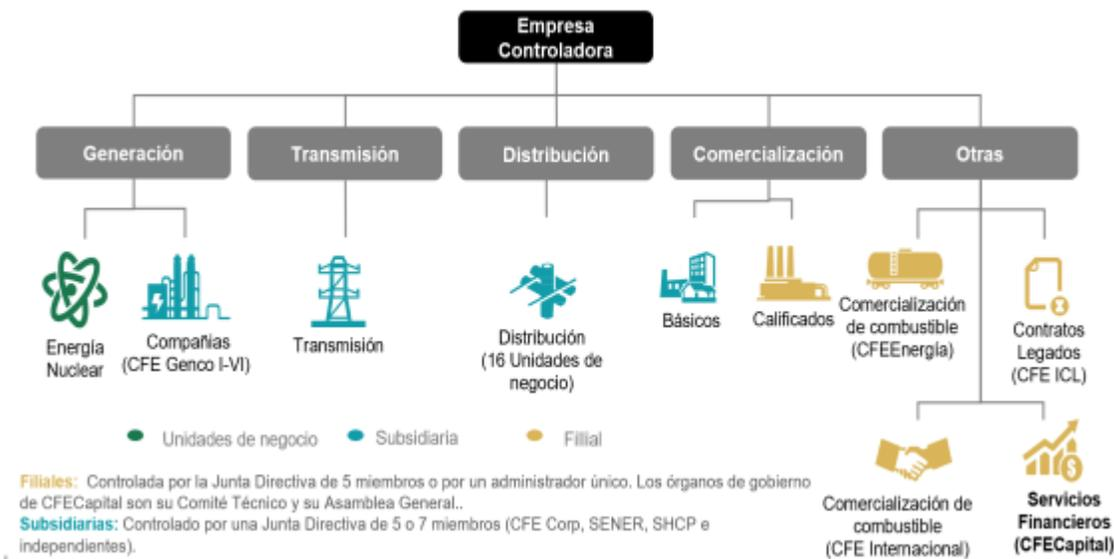 Empresa
Controladora
Generación
Transmisión
Distribución
Comercialización
Otras
Energía
Nuclear
Compañías
(CFE Genco I-VI)
Transmisión
Distribución
(16 Unidades de
negocio)
Básicos
Calificados
Comercialización
de combustible
(CFEEnergía)
Contratos
Legados
(CFE ICL)
Comercialización de
combustible
(CFE Internacional)
Servicios
Financieros
(CFECapital)
Unidades de negocio
Subsidiaria
Fillial
Filiales: Controlada por la Junta Directiva de 5 miembros o por un administrador único. Los órganos de gobierno
de CFECapital son su Comité Técnico y su Asamblea General..
Subsidiarias: Controlado por una Junta Directiva de 5 o 7 miembros (CFE Corp, SENER, SHCP e
independientes).